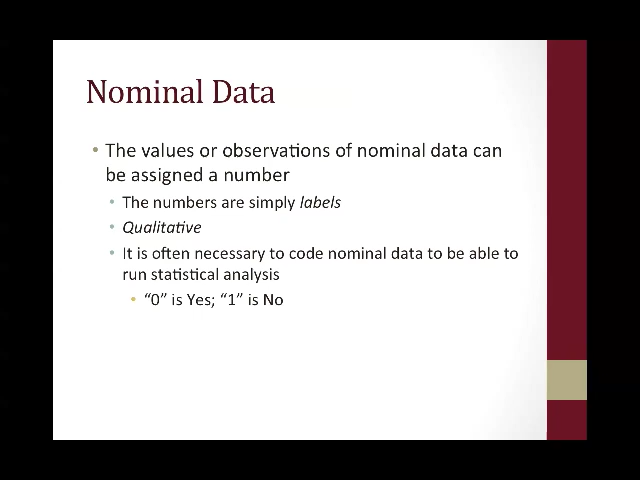 Nominal Data
• The values or observations of nominal data can
be assigned a number
• The numbers are simply labels
• Qualitative
• It is often necessary to code nominal data to be able to
run statistical analysis
• “0” is Yes; “1” is No